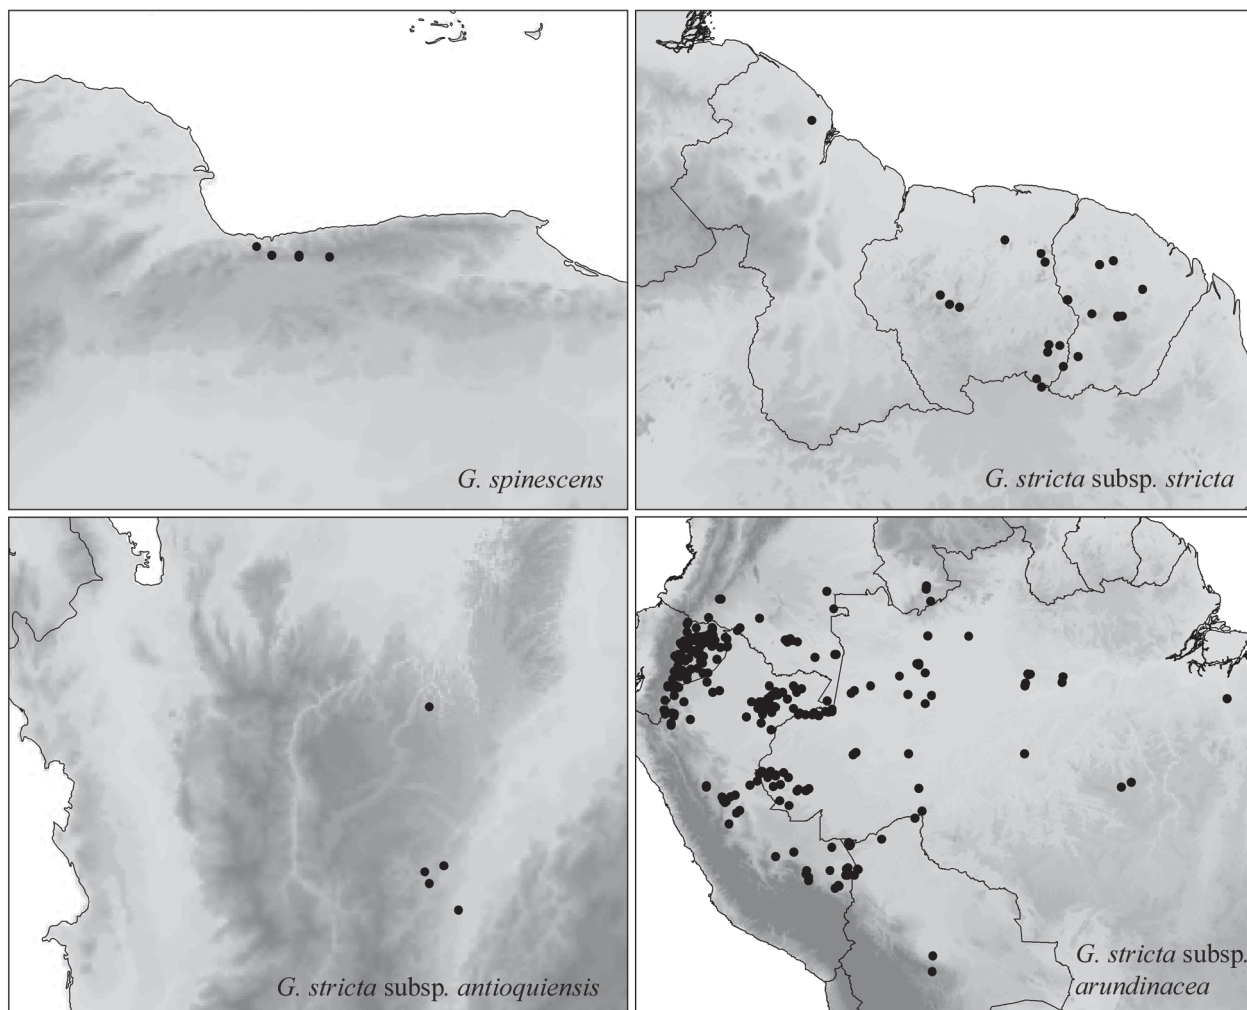 G. spinescens
G. stricta subsp. stricta
G. stricta subsp. antioquiensis
G. stricta subsp.
arundinacea